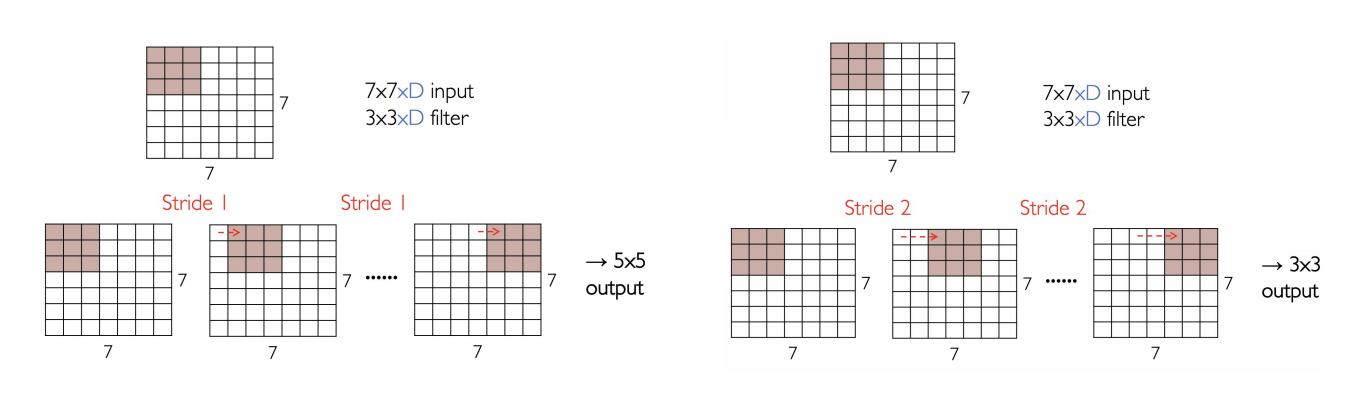 7x7xD input
3x3xD filter
7
7
Stride 1
Stride 1
7
7
......
7
→ 5x5
output
7
7
7
7x7xD input
3x3xD filter
7
7
Stride 2
Stride 2
7
7
......
7
→ 3x3
output
7
7
7